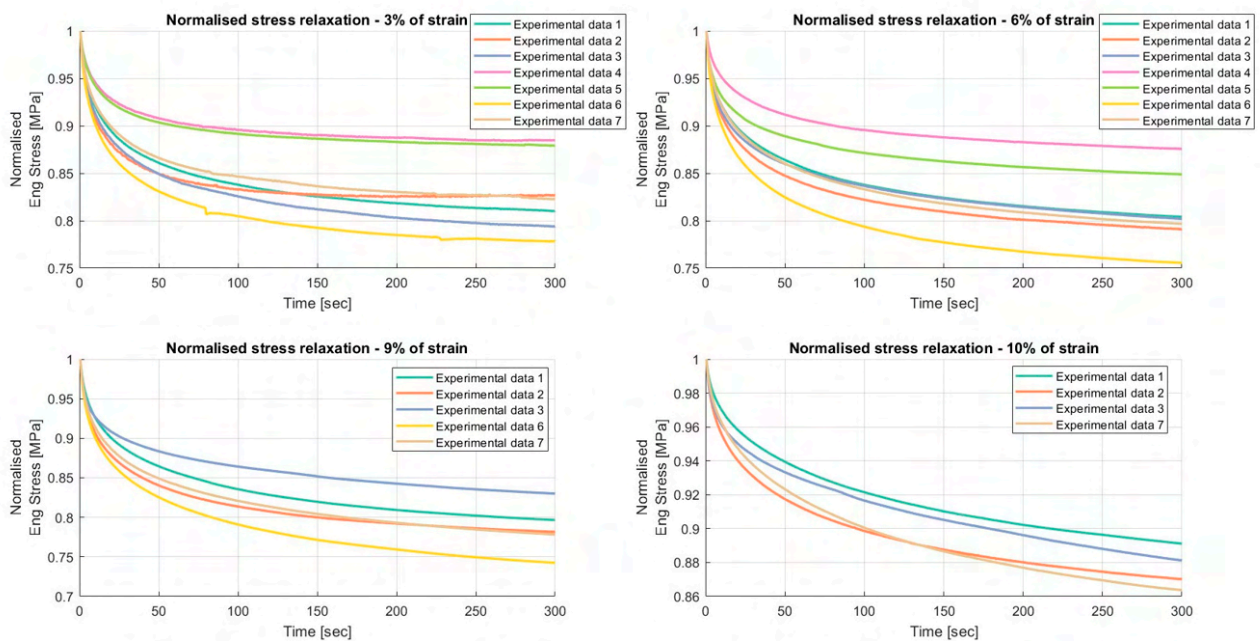 Normalised stress relaxation - 3% of strain
Normalised
Eng Stress [MPa]
1
0.95
0.9
0.85
0.8
0.75
0
50
100
150
200
250
300
Time [sec]
Experimental data 1
Experimental data 2
Experimental data 3
Experimental data 4
Experimental data 5
Experimental data 6
Experimental data 7
Normalised stress relaxation - 6% of strain
Normalised
Eng Stress [MPa]
1
0.95
0.9
0.85
0.8
0.75
0
50
100
150
200
250
300
Time [sec]
Experimental data 1
Experimental data 2
Experimental data 3
Experimental data 4
Experimental data 5
Experimental data 6
Experimental data 7
Normalised stress relaxation - 9% of strain
Normalised
Eng Stress [MPa]
1
0.95
0.9
0.85
0.8
0.75
0.7
0
50
100
150
200
250
300
Time [sec]
Experimental data 1
Experimental data 2
Experimental data 3
Experimental data 6
Experimental data 7
Normalised stress relaxation - 10% of strain
Normalised
Eng Stress [MPa]
1
0.98
0.96
0.94
0.92
0.9
0.88
0.86
0
50
100
150
200
250
300
Time [sec]
Experimental data 1
Experimental data 2
Experimental data 3
Experimental data 7